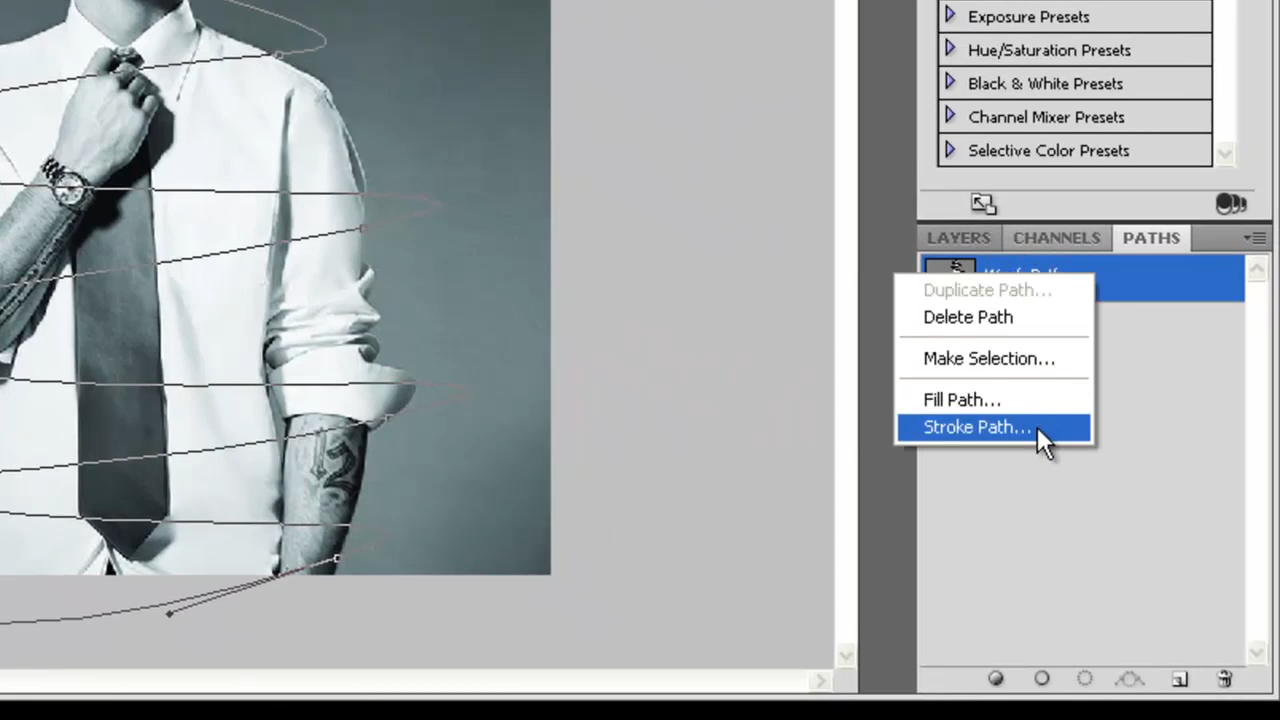 Exposure Presets
Hue/Saturation Presets
Black & White Presets
Channel Mixer Presets
Selective Color Presets
LAYERS CHANNELS PATHS
Duplicate Path...
Delete Path
Make Selection...
Fill Path...
Stroke Path...